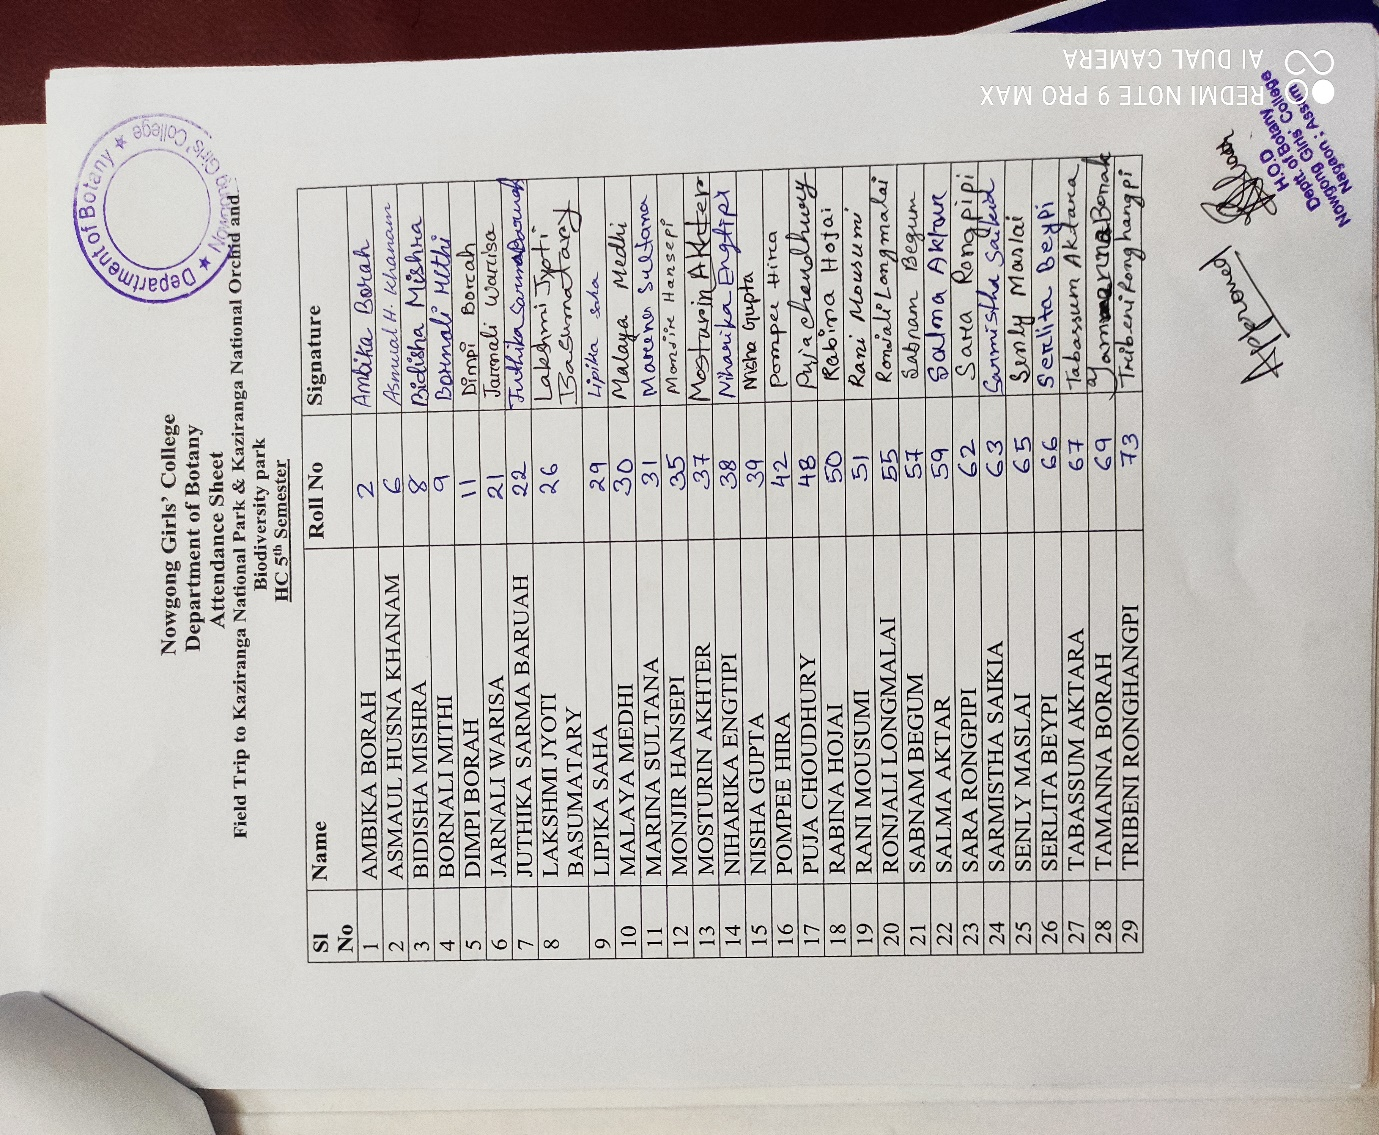 Department of Botany ★ Nowgong Girls' College ★
Nowgong Girls' College
Department of Botany
Attendance Sheet
Field Trip to Kaziranga National Park & Kaziranga National Orchid and
Biodiversity park
HC 5th Semester
Sl No Name Roll No Signature
1 AMBIKA BORAH 2 Ambika Borah
2 ASMAUL HUSNA KHANAM 6 Asmaul H. Khanam
3 BIDISHA MISHRA 8 Bidisha Mishra
4 BORNALI MITHI 9 Bornali Mithi
5 DIMPI BORAH 11 Dimpi Borah
6 JARNALI WARISA 21 Jarnali Warisa
7 JUTHIKA SARMA BARUAH 22 Juthika Sarma Baruah
8 LAKSHMI JYOTI BASUMATARY 26 Lakshmi Jyoti Basumatary
9 LIPIKA SAHA 29 Lipika Saha
10 MALAYA MEDHI 30 Malaya Medhi
11 MARINA SULTANA 31 Mareena Sultana
12 MONJIR HANSEPI 35 Monjir Hansepi
13 MOSTURIN AKHTER 37 Mosturin Akhter
14 NIHARIKA ENGTIPI 38 Niharika Engtipi
15 NISHA GUPTA 39 Nisha Gupta
16 POMPEE HIRA 42 Pompee Hira
17 PUJA CHOUDHURY 48 Puja Choudhury
18 RABINA HOJAI 50 Rabina Hojai
19 RANI MOUSUMI 51 Rani Mousumi
20 RONJALI LONGMALAI 55 Ronjali Longmalai
21 SABNAM BEGUM 57 Sabnam Begum
22 SALMA AKTAR 59 Salma Aktar
23 SARA RONGPIPI 62 Sara Rongpipi
24 SARMISTHA SAIKIA 63 Sarmistha Saikia
25 SENLY MASLAI 65 Senly Maslai
26 SERLITA BEYPI 66 Serlita Beypi
27 TABASSUM AKTARA 67 Tabassum Aktara
28 TAMANNA BORAH 69 Borah
29 TRIBENI RONGHANGPI 73 Tribeni Ronghangpi
Approved
H.O.D
Deptt. of Botany
Nowgong Girls' College
Nagaon : Assam
REDMI NOTE 9 PRO MAX
AI DUAL CAMERA